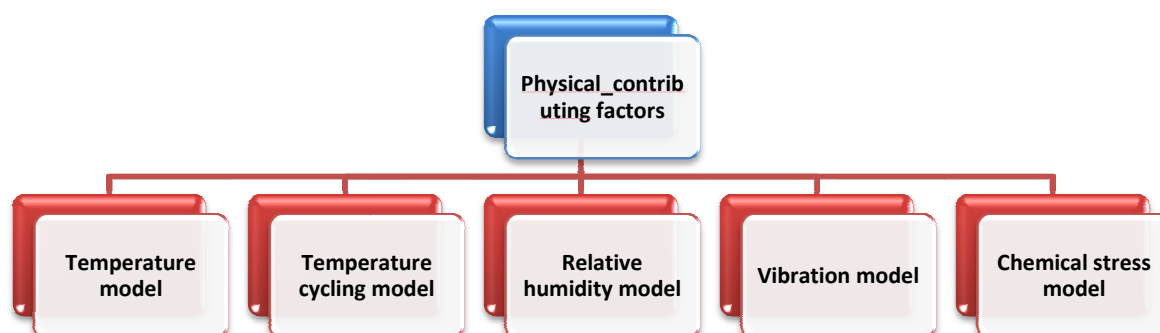 Physical_contrib
uting factors
Temperature
model
Temperature
cycling model
Relative
humidity model
Vibration model
Chemical stress
model